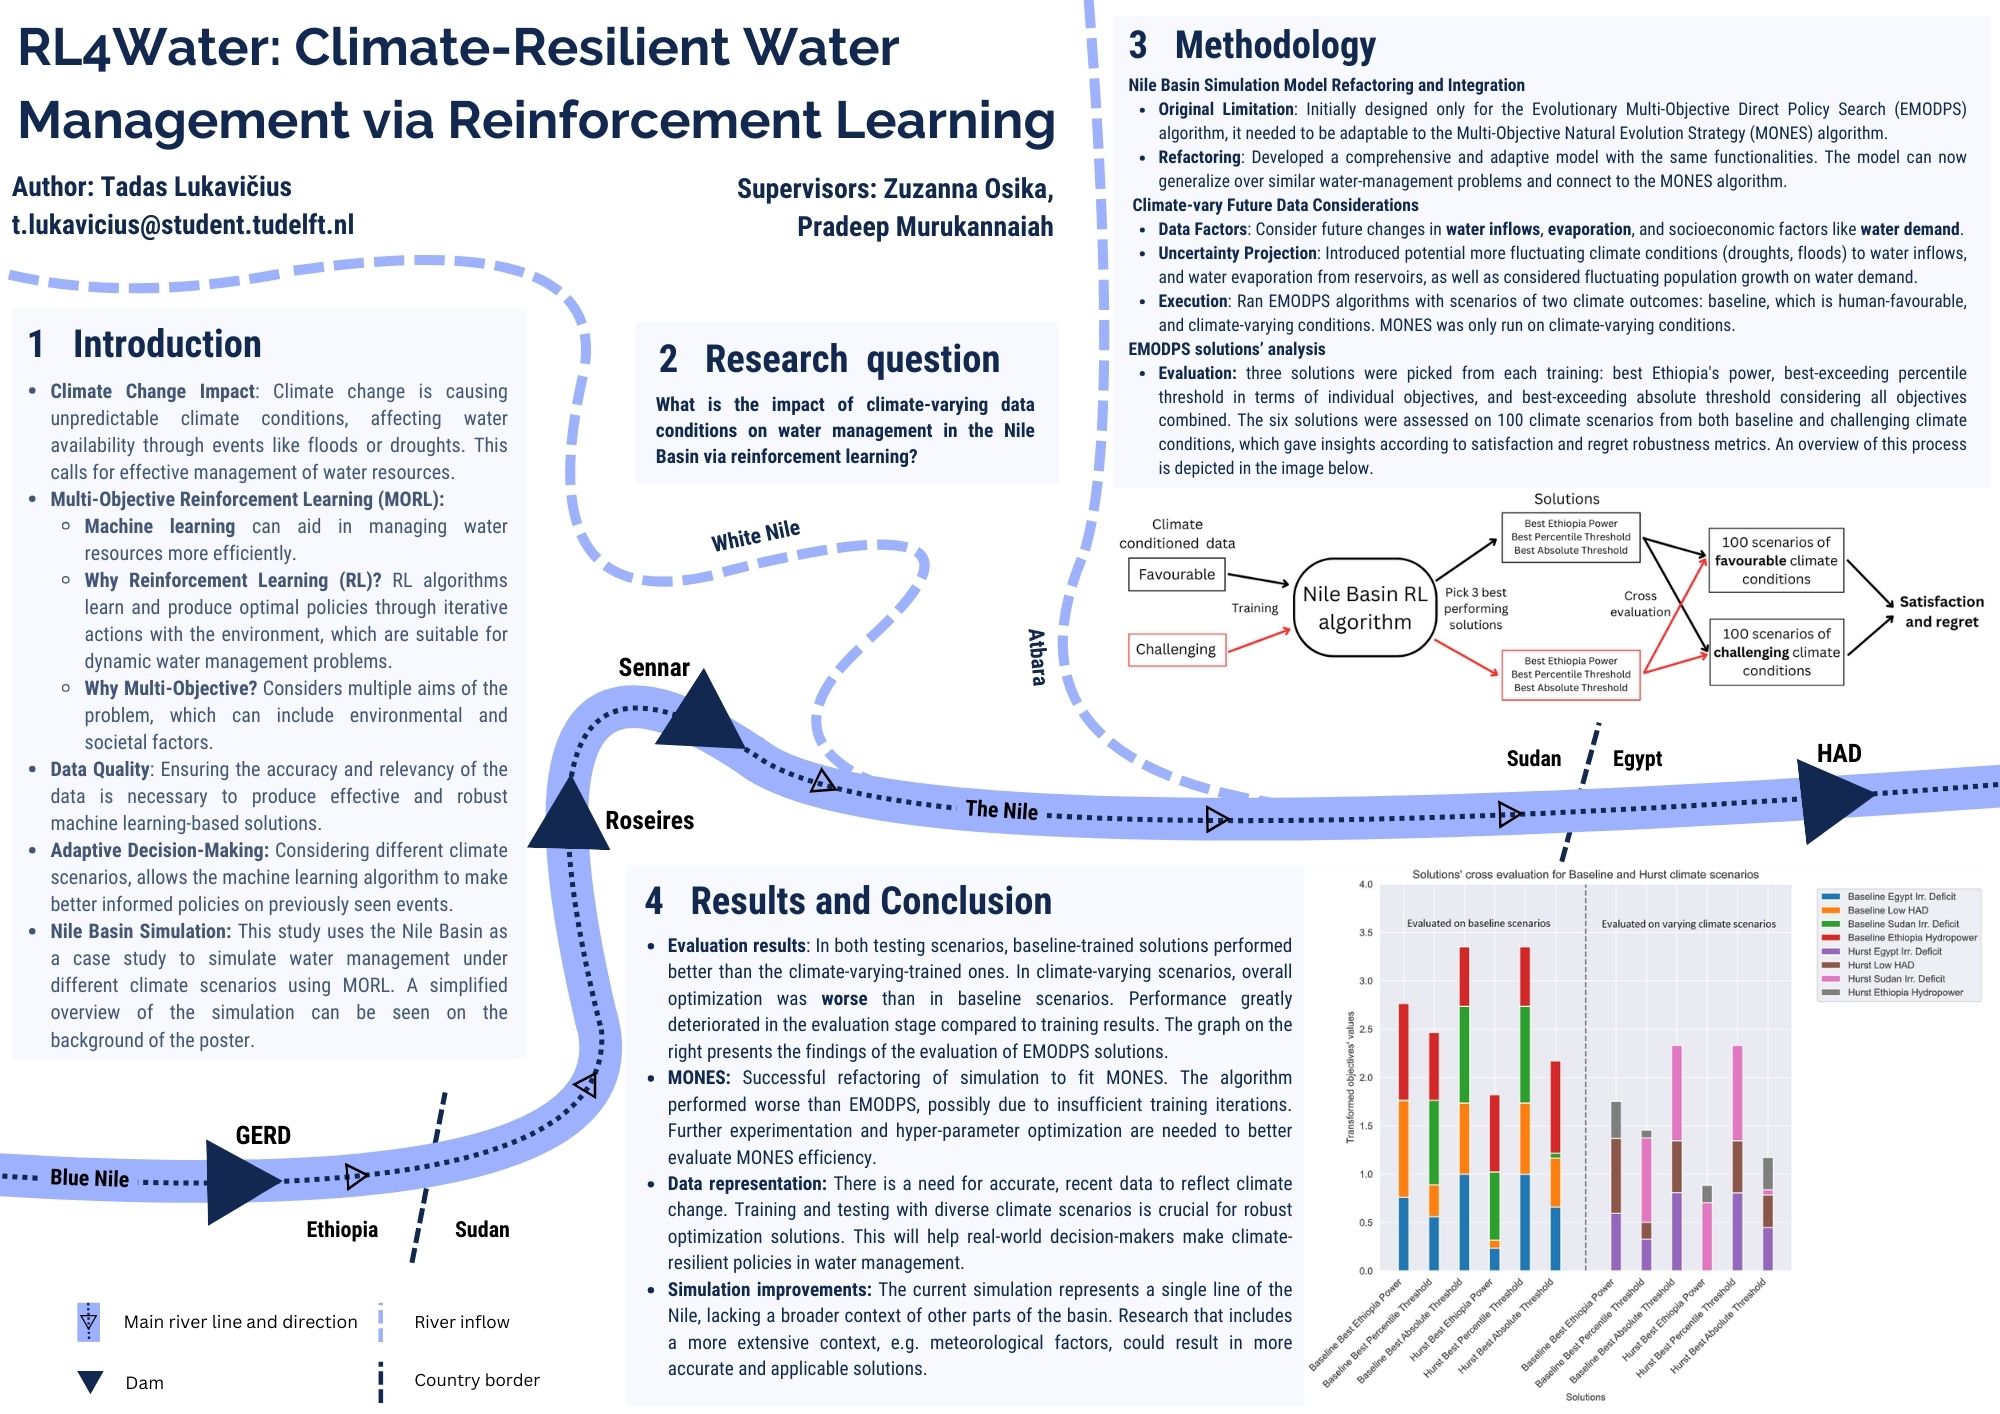 RL4Water: Climate-Resilient Water
Management via Reinforcement Learning
Author: Tadas Lukavičius
t.lukavicius@student.tudelft.nl
Supervisors: Zuzanna Osika,
Pradeep Murukannaiah
1 Introduction
• Climate Change Impact: Climate change is causing
unpredictable climate conditions, affecting water
availability through events like floods or droughts. This
calls for effective management of water resources.
• Multi-Objective Reinforcement Learning (MORL):
◦ Machine learning can aid in managing water
resources more efficiently.
◦ Why Reinforcement Learning (RL)? RL algorithms
learn and produce optimal policies through iterative
actions with the environment, which are suitable for
dynamic water management problems.
◦ Why Multi-Objective? Considers multiple aims of the
problem, which can include environmental and
societal factors.
• Data Quality: Ensuring the accuracy and relevancy of the
data is necessary to produce effective and robust
machine learning-based solutions.
• Adaptive Decision-Making: Considering different climate
scenarios, allows the machine learning algorithm to make
better informed policies on previously seen events.
• Nile Basin Simulation: This study uses the Nile Basin as
a case study to simulate water management under
different climate scenarios using MORL. A simplified
overview of the simulation can be seen on the
background of the poster.
2 Research question
What is the impact of climate-varying data
conditions on water management in the Nile
Basin via reinforcement learning?
3 Methodology
Nile Basin Simulation Model Refactoring and Integration
• Original Limitation: Initially designed only for the Evolutionary Multi-Objective Direct Policy Search (EMODPS)
algorithm, it needed to be adaptable to the Multi-Objective Natural Evolution Strategy (MONES) algorithm.
• Refactoring: Developed a comprehensive and adaptive model with the same functionalities. The model can now
generalize over similar water-management problems and connect to the MONES algorithm.
Climate-vary Future Data Considerations
• Data Factors: Consider future changes in water inflows, evaporation, and socioeconomic factors like water demand.
• Uncertainty Projection: Introduced potential more fluctuating climate conditions (droughts, floods) to water inflows,
and water evaporation from reservoirs, as well as considered fluctuating population growth on water demand.
• Execution: Ran EMODPS algorithms with scenarios of two climate outcomes: baseline, which is human-favourable,
and climate-varying conditions. MONES was only run on climate-varying conditions.
EMODPS solutions' analysis
• Evaluation: three solutions were picked from each training: best Ethiopia's power, best-exceeding percentile
threshold in terms of individual objectives, and best-exceeding absolute threshold considering all objectives
combined. The six solutions were assessed on 100 climate scenarios from both baseline and challenging climate
conditions, which gave insights according to satisfaction and regret robustness metrics. An overview of this process
is depicted in the image below.
Climate
conditioned data
Favourable
Challenging
Training
Nile Basin RL
algorithm
Pick 3 best
performing
solutions
Solutions
Best Ethiopia Power
Best Percentile Threshold
Best Absolute Threshold
Best Ethiopia Power
Best Percentile Threshold
Best Absolute Threshold
Cross
evaluation
100 scenarios of
favourable climate
conditions
100 scenarios of
challenging climate
conditions
Satisfaction
and regret
White Nile
Atbara
Sennar
Roseires
The Nile
Sudan
Egypt
HAD
GERD
Blue Nile
Ethiopia
Sudan
4 Results and Conclusion
• Evaluation results: In both testing scenarios, baseline-trained solutions performed
better than the climate-varying-trained ones. In climate-varying scenarios, overall
optimization was worse than in baseline scenarios. Performance greatly
deteriorated in the evaluation stage compared to training results. The graph on the
right presents the findings of the evaluation of EMODPS solutions.
• MONES: Successful refactoring of simulation to fit MONES. The algorithm
performed worse than EMODPS, possibly due to insufficient training iterations.
Further experimentation and hyper-parameter optimization are needed to better
evaluate MONES efficiency.
• Data representation: There is a need for accurate, recent data to reflect climate
change. Training and testing with diverse climate scenarios is crucial for robust
optimization solutions. This will help real-world decision-makers make climate-
resilient policies in water management.
• Simulation improvements: The current simulation represents a single line of the
Nile, lacking a broader context of other parts of the basin. Research that includes
a more extensive context, e.g. meteorological factors, could result in more
accurate and applicable solutions.
Solutions' cross evaluation for Baseline and Hurst climate scenarios
Evaluated on baseline scenarios
Evaluated on varying climate scenarios
Transformed objectives' values
4.0
3.5
3.0
2.5
2.0
1.5
1.0
0.5
0.0
Baseline Best Ethiopia Power
Baseline Best Percentile Threshold
Baseline Best Absolute Threshold
Hurst Best Ethiopia Power
Hurst Best Percentile Threshold
Hurst Best Absolute Threshold
Baseline Best Ethiopia Power
Baseline Best Percentile Threshold
Baseline Best Absolute Threshold
Hurst Best Ethiopia Power
Hurst Best Percentile Threshold
Hurst Best Absolute Threshold
Solutions
Baseline Egypt Irr. Deficit
Baseline Low HAD
Baseline Sudan Irr. Deficit
Baseline Ethiopia Hydropower
Hurst Egypt Irr. Deficit
Hurst Low HAD
Hurst Sudan Irr. Deficit
Hurst Ethiopia Hydropower
Main river line and direction
River inflow
Dam
Country border